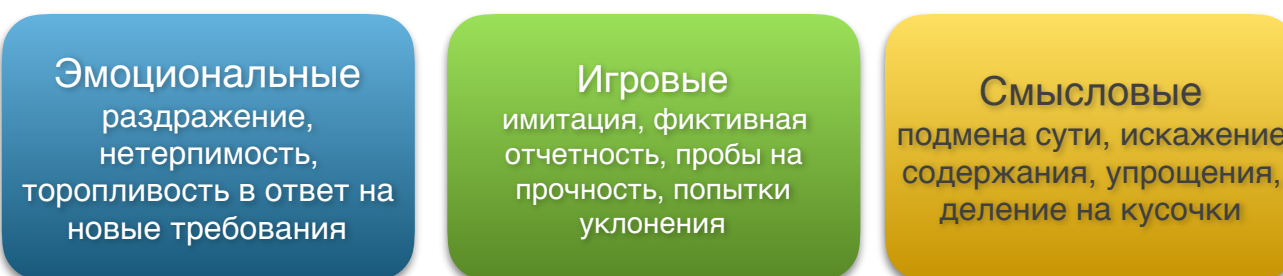 Эмоциональные
раздражение,
нетерпимость,
торопливость в ответ на
новые требования
Игровые
имитация, фиктивная
отчетность, пробы на
прочность, попытки
уклонения
Смысловые
подмена сути, искажение
содержания, упрощения,
деление на кусочки